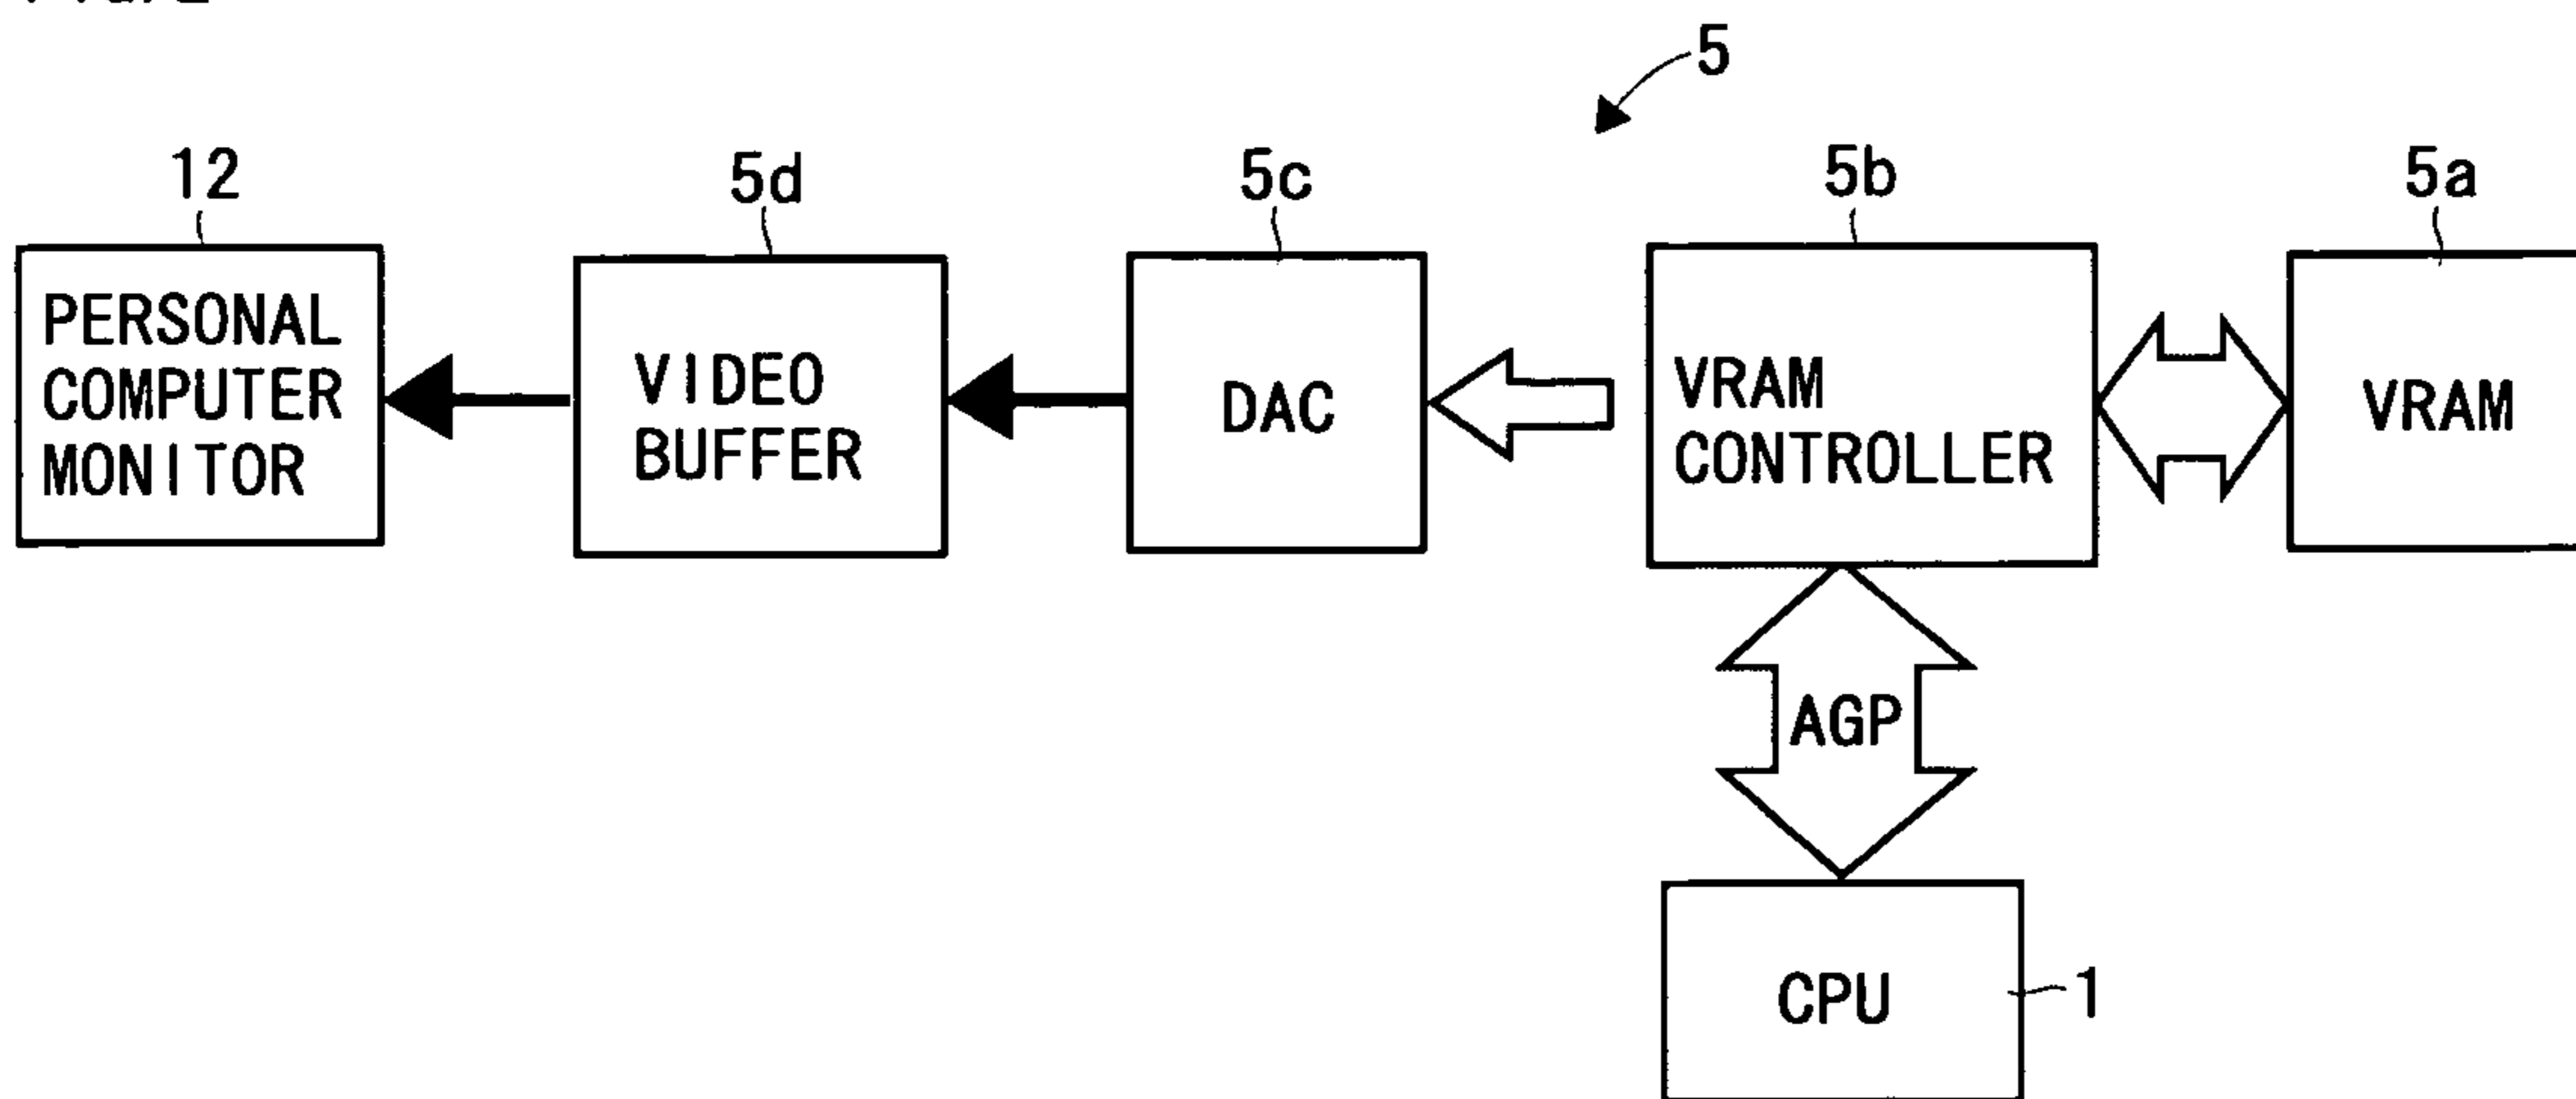 5
12
5d
5c
5b
5a
PERSONAL
COMPUTER
MONITOR
VIDEO
BUFFER
DAC
VRAM
CONTROLLER
VRAM
AGP
CPU
1